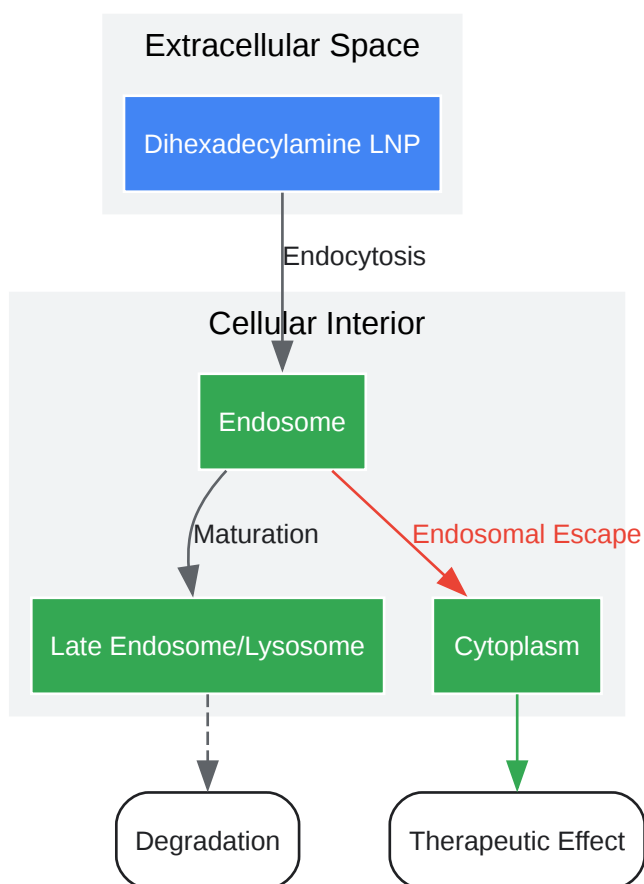 Extracellular Space
Dihexadecylamine LNP
Endocytosis
Cellular Interior
Endosome
Maturation
Endosomal Escape
Late Endosome/Lysosome
Cytoplasm
Degradation
Therapeutic Effect